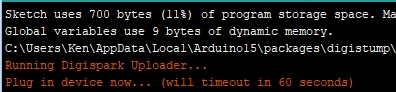 Sketch uses 700 bytes (11%) of program storage space. Ma
Global variables use 9 bytes of dynamic memory.
C:\Users\Ken\AppData\Local\Arduino15\packages\digistump\
Running Digispark Uploader...
Plug in device now... (will timeout in 60 seconds)